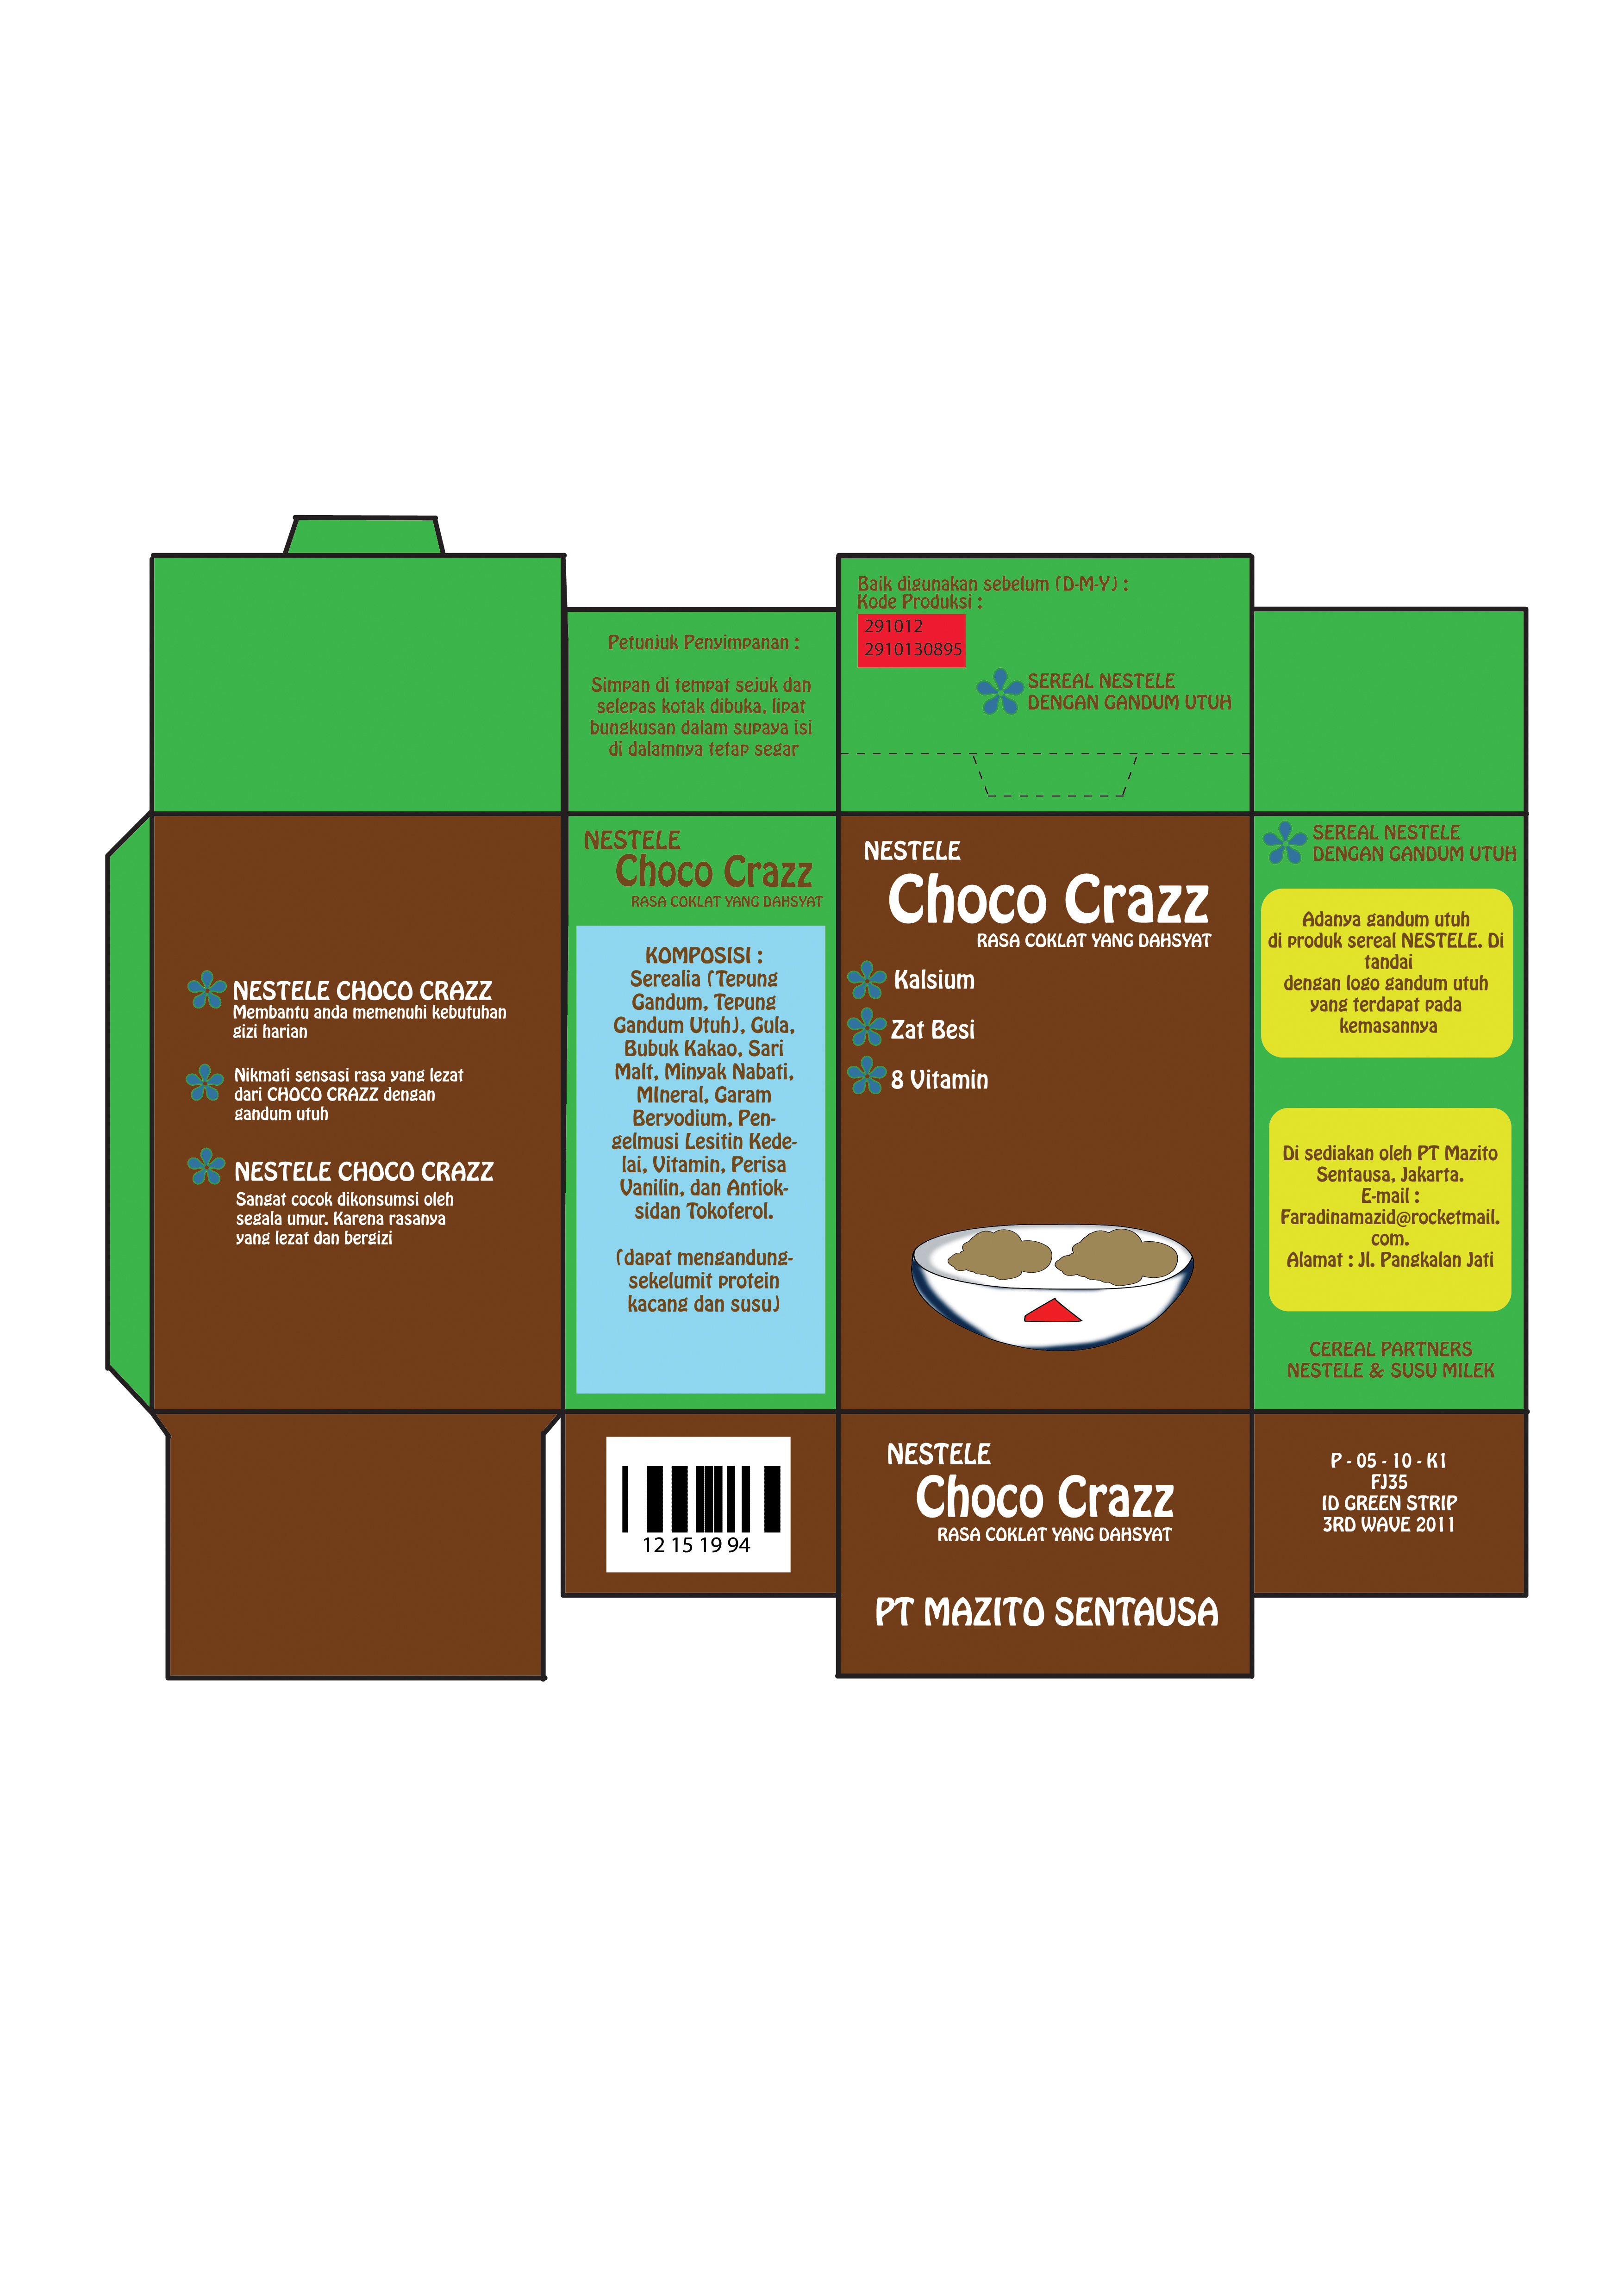 Petunjuk Penyimpanan :
Simpan di tempat sejuk dan
selepas kotak dibuka, lipat
bungkusan dalam supaya isi
di dalamnya tetap segar
Baik digunakan sebelum (D-M-Y) :
Kode Produksi :
291012
2910130895
SEREAL NESTELE
DENGAN GANDUM UTUH
NESTELE CHOCO CRAZZ
Membantu anda memenuhi kebutuhan
gizi harian
Nikmati sensasi rasa yang lezat
dari CHOCO CRAZZ dengan
gandum utuh
NESTELE CHOCO CRAZZ
Sangat cocok dikonsumsi oleh
segala umur. Karena rasanya
yang lezat dan bergizi
NESTELE
Choco Crazz
RASA COKLAT YANG DAHSYAT
KOMPOSISI :
Serealia (Tepung
Gandum, Tepung
Gandum Utuh), Gula,
Bubuk Kakao, Sari
Malt, Minyak Nabati,
MIneral, Garam
Beryodium, Pen-
gelmusi Lesitin Kede-
lai, Vitamin, Perisa
Vanilin, dan Antiok-
sidan Tokoferol.
(dapat mengandung-
sekelumit protein
kacang dan susu)
NESTELE
Choco Crazz
RASA COKLAT YANG DAHSYAT
Kalsium
Zat Besi
8 Vitamin
SEREAL NESTELE
DENGAN GANDUM UTUH
Adanya gandum utuh
di produk sereal NESTELE. Di
tandai
dengan logo gandum utuh
yang terdapat pada
kemasannya
Di sediakan oleh PT Mazito
Sentausa, Jakarta.
E-mail :
Faradinamazid@rocketmail.
com.
Alamat : Jl. Pangkalan Jati
CEREAL PARTNERS
NESTELE & SUSU MILEK
12 15 19 94
NESTELE
Choco Crazz
RASA COKLAT YANG DAHSYAT
PT MAZITO SENTAUSA
P - 05 - 10 - K1
FJ35
ID GREEN STRIP
3RD WAVE 2011